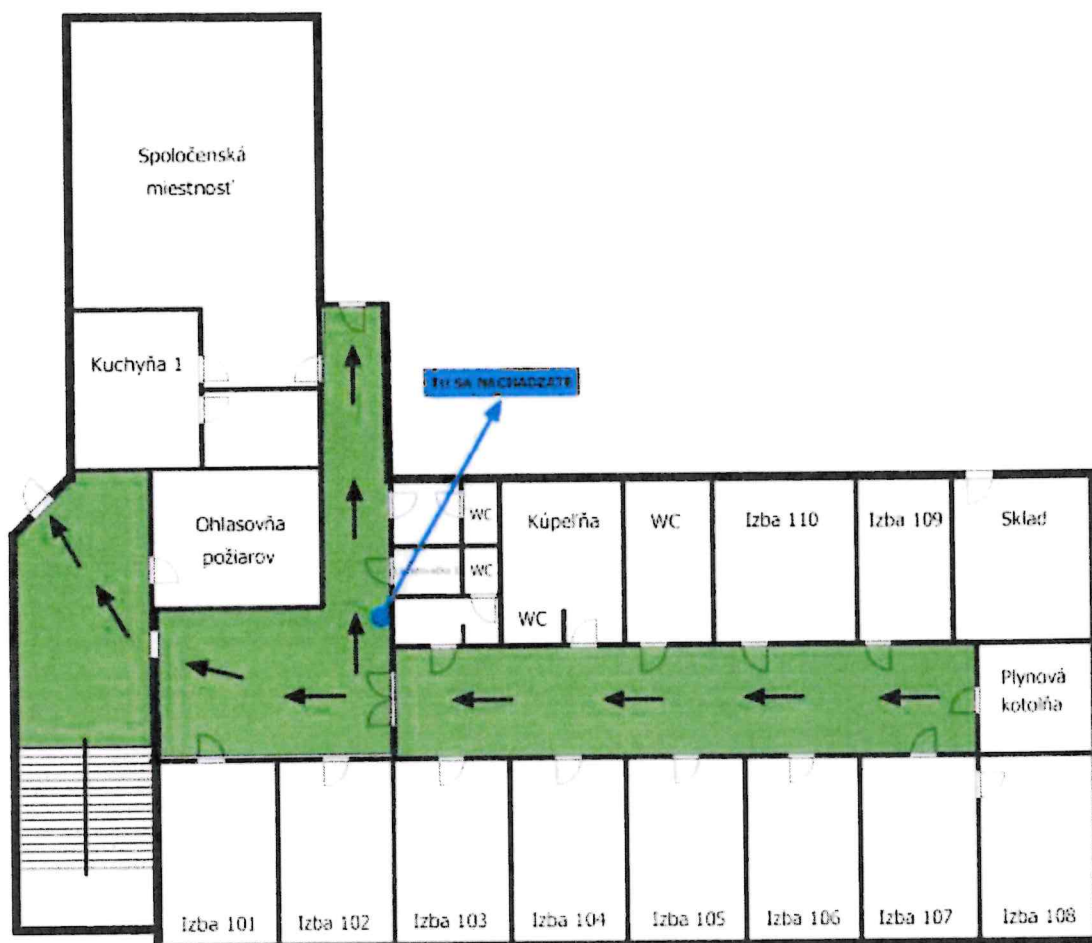 Spoločenská
miestnosť
Kuchyňa 1
TU SA NACHÁDZATE
Ohlasovňa
požiarov
WC
WC
Kúpeľňa
WC
WC
Izba 110
Izba 109
Sklad
Plynová
kotolňa
Izba 101
Izba 102
Izba 103
Izba 104
Izba 105
Izba 106
Izba 107
Izba 108